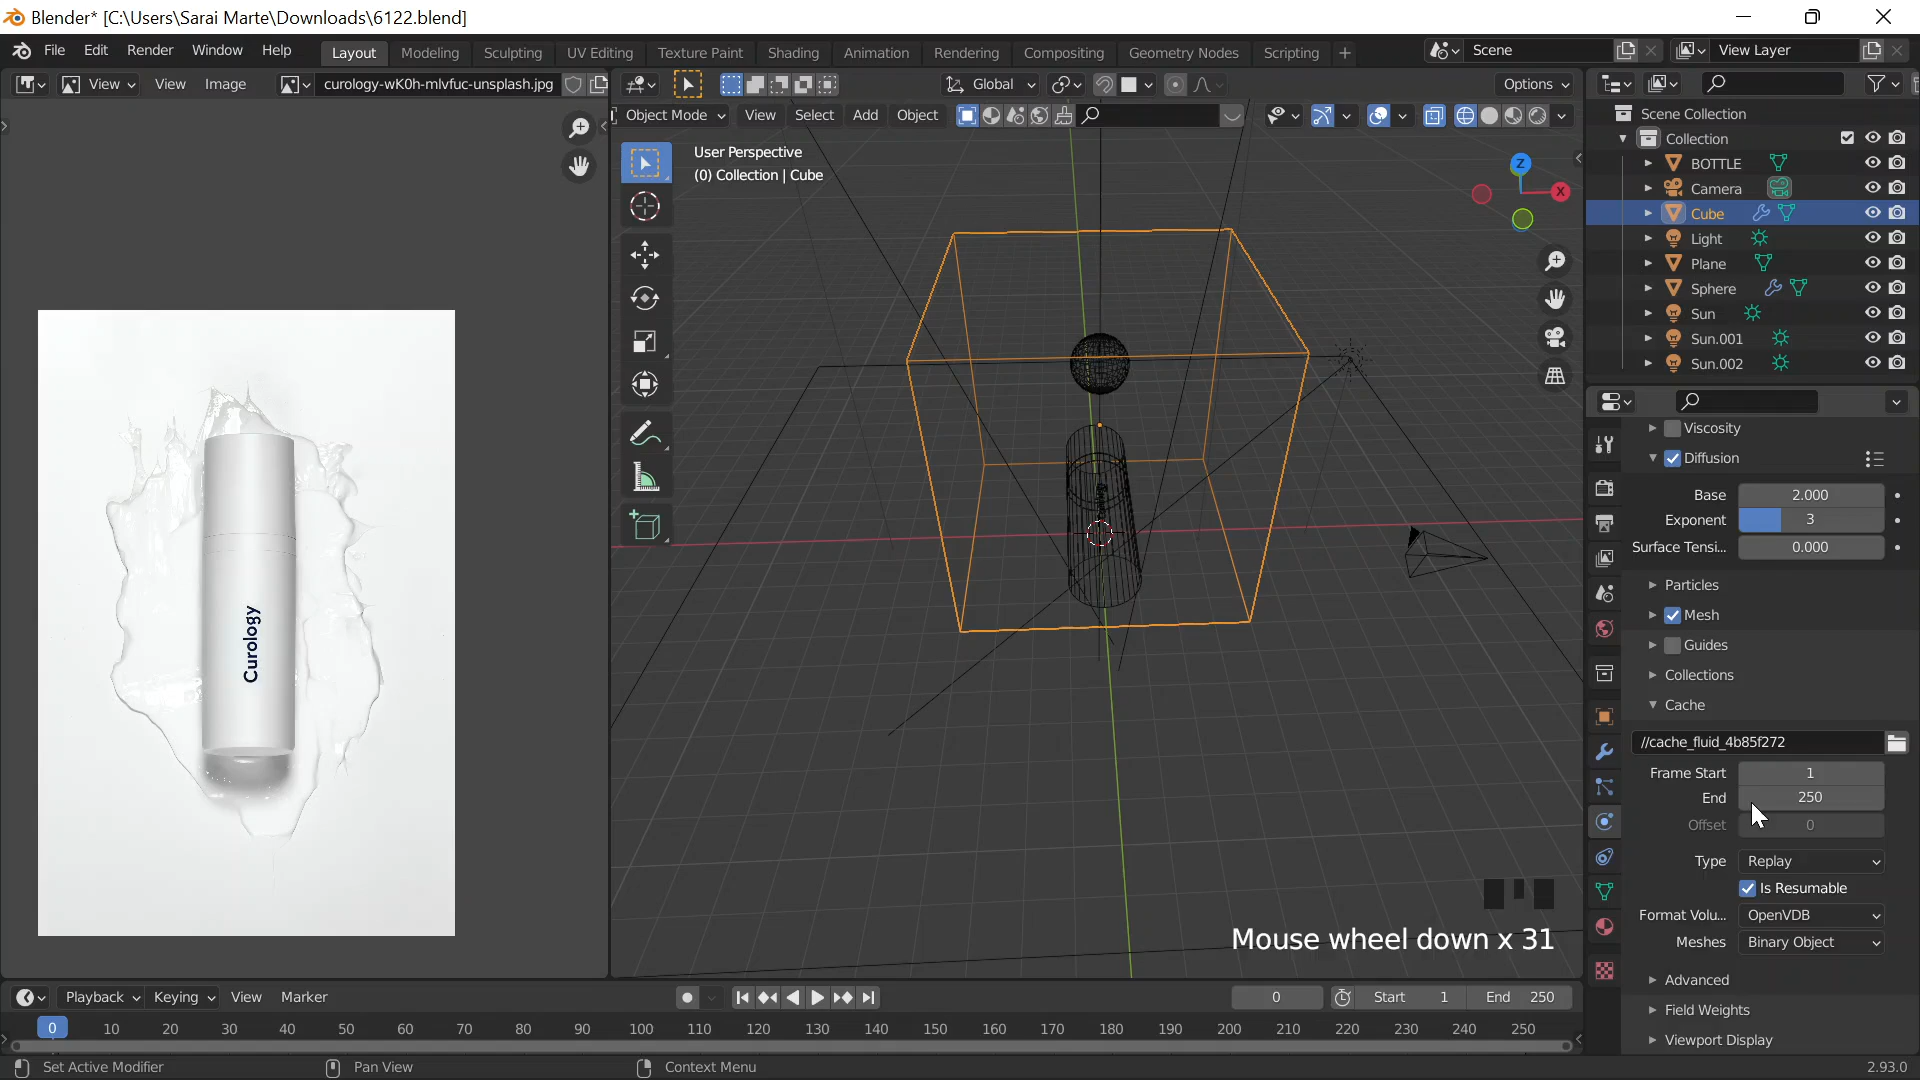 Blender* [C:\Users\Sarai Marte\Downloads\6122.blend]
File Edit Render Window Help Layout Modeling Sculpting UV Editing Texture Paint Shading Animation Rendering Compositing Geometry Nodes Scripting + Scene View Layer
View View Image curology-wK0h-mlvfuc-unsplash.jpg Global Options
Object Mode View Select Add Object
User Perspective
(0) Collection | Cube
Z
X
Curology
Mouse wheel down x 31
Scene Collection
Collection
BOTTLE
Camera
Cube
Light
Plane
Sphere
Sun
Sun.001
Sun.002
Viscosity
Diffusion
Base 2.000
Exponent 3
Surface Tensi... 0.000
Particles
Mesh
Guides
Collections
Cache
//cache_fluid_4b85f272
Frame Start 1
End 250
Offset 0
Type Replay
Is Resumable
Format Volu... OpenVDB
Meshes Binary Object
Advanced
Field Weights
Viewport Display
Playback Keying View Marker 0 Start 1 End 250
0 10 20 30 40 50 60 70 80 90 100 110 120 130 140 150 160 170 180 190 200 210 220 230 240 250
Set Active Modifier Pan View Context Menu 2.93.0